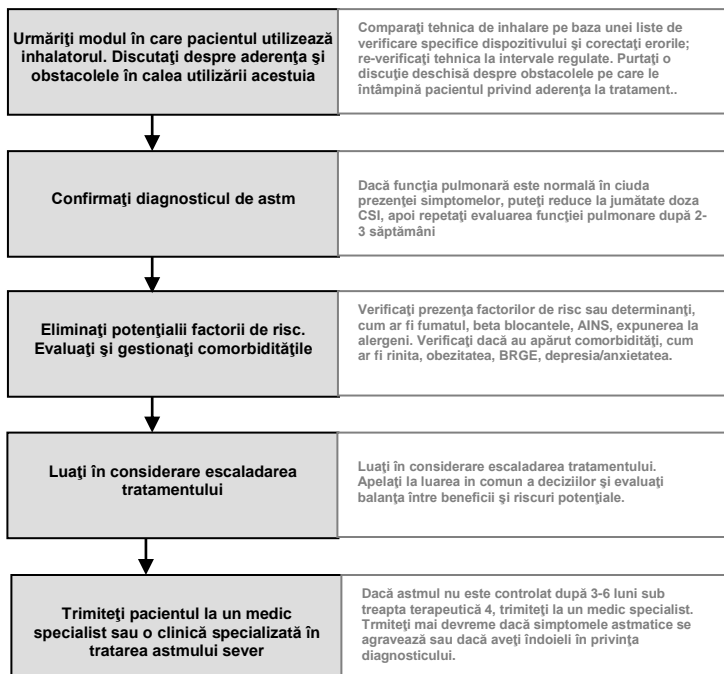 Urmăriţi modul în care pacientul utilizează
inhalatorul. Discutaţi despre aderenţa şi
obstacolele în calea utilizării acestuia
Comparaţi tehnica de inhalare pe baza unei liste de
verificare specifice dispozitivului şi corectaţi erorile;
re-verificaţi tehnica la intervale regulate. Purtaţi o
discuţie deschisă despre obstacolele pe care le
întâmpină pacientul privind aderenţa la tratament..
Confirmaţi diagnosticul de astm
Dacă funcţia pulmonară este normală în ciuda
prezenţei simptomelor, puteţi reduce la jumătate doza
CSI, apoi repetaţi evaluarea funcţiei pulmonare după 2-
3 săptămâni
Eliminaţi potenţialii factorii de risc.
Evaluaţi şi gestionaţi comorbidităţile
Verificaţi prezenţa factorilor de risc sau determinanţi,
cum ar fi fumatul, beta blocantele, AINS, expunerea la
alergeni. Verificaţi dacă au apărut comorbidităţi, cum
ar fi rinita, obezitatea, BRGE, depresia/anxietatea.
Luaţi în considerare escaladarea
tratamentului
Luaţi în considerare escaladarea tratamentului.
Apelaţi la luarea in comun a deciziilor şi evaluaţi
balanţa între beneficii şi riscuri potenţiale.
Trimiteţi pacientul la un medic
specialist sau o clinică specializată în
tratarea astmului sever
Dacă astmul nu este controlat după 3-6 luni sub
treapta terapeutică 4, trimiteţi la un medic specialist.
Trmiteţi mai devreme dacă simptomele astmatice se
agravează sau dacă aveţi îndoieli în privinţa
diagnosticului.